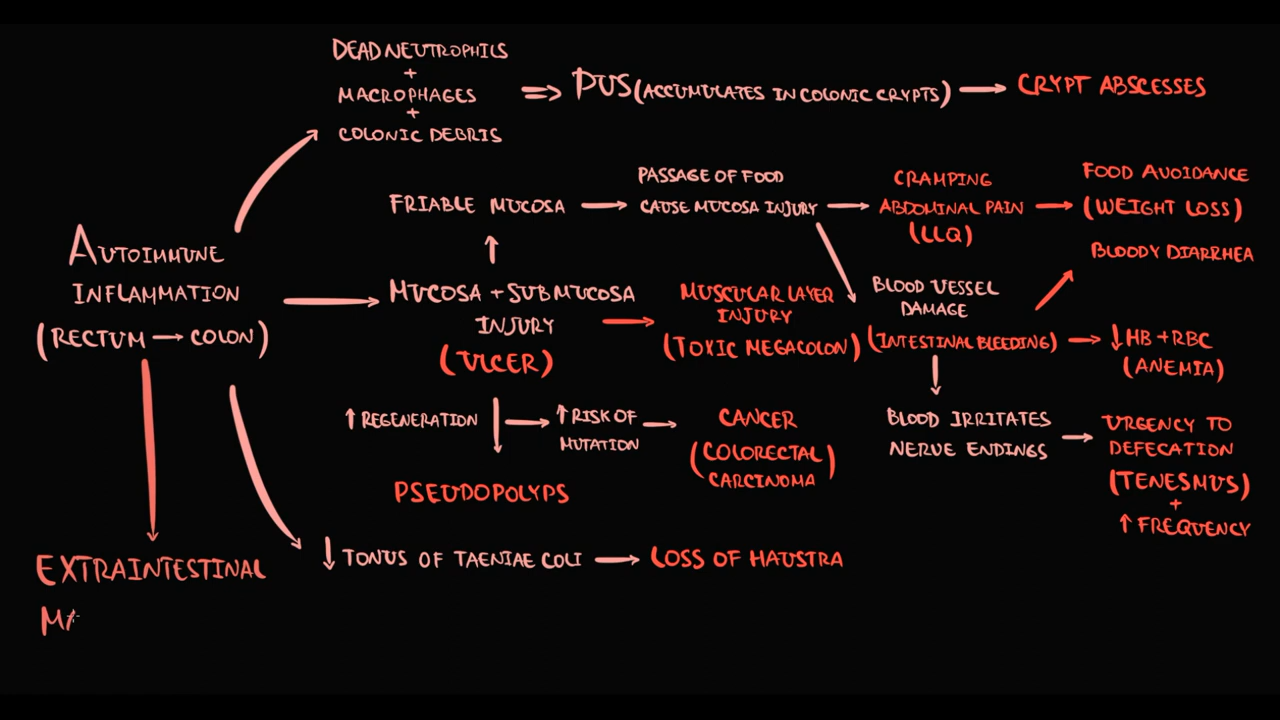 DEAD NEUTROPHILS
+
MACROPHAGES
+
COLONIC DEBRIS
⇒ PUS (ACCUMULATES IN COLONIC CRYPTS) → CRYPT ABSCESSES
AUTOIMMUNE
INFLAMMATION
(RECTUM → COLON)
FRIABLE MUCOSA →
PASSAGE OF FOOD
CAUSE MUCOSA INJURY →
CRAMPING
ABDOMINAL PAIN →
(LLQ)
FOOD AVOIDANCE
(WEIGHT LOSS)
↑
MUCOSA + SUBMUCOSA
INJURY →
(ULCER)
MUSCULAR LAYER
INJURY
(TOXIC MEGACOLON)
BLOOD VESSEL
DAMAGE
(INTESTINAL BLEEDING) →
BLOODY DIARRHEA
↓ HB + RBC
(ANEMIA)
↑ REGENERATION
↑ RISK OF
MUTATION →
CANCER
(COLORECTAL
CARCINOMA)
PSEUDOPOLYPS
BLOOD IRRITATES
NERVE ENDINGS →
URGENCY TO
DEFECATION
(TENESMUS)
+
↑ FREQUENCY
↓ TONUS OF TAENIAE COLI → LOSS OF HAUSTRA
EXTRAINTESTINAL